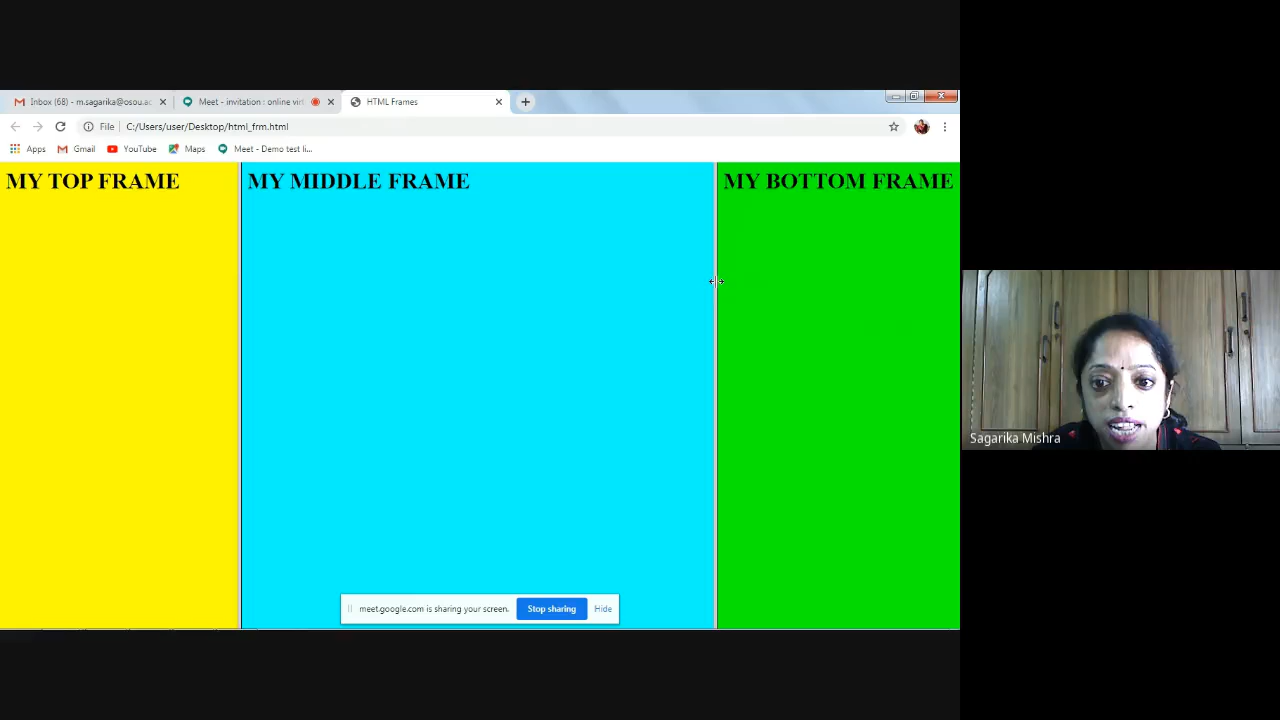 Inbox (68) - m.sagarika@osou.ac
Meet - invitation : online virt
HTML Frames
File
C:/Users/user/Desktop/html_frm.html
Apps
Gmail
YouTube
Maps
Meet - Demo test li...
MY TOP FRAME
MY MIDDLE FRAME
MY BOTTOM FRAME
Sagarika Mishra
meet.google.com is sharing your screen.
Stop sharing
Hide